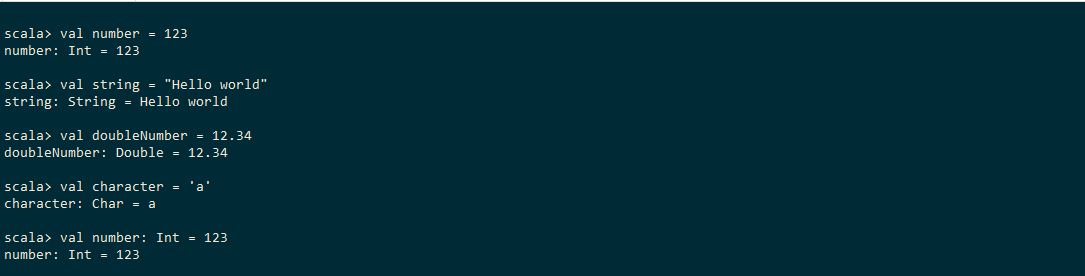 scala> val number = 123
number: Int = 123
scala> val string = "Hello world"
string: String = Hello world
scala> val doubleNumber = 12.34
doubleNumber: Double = 12.34
scala> val character = 'a'
character: Char = a
scala> val number: Int = 123
number: Int = 123